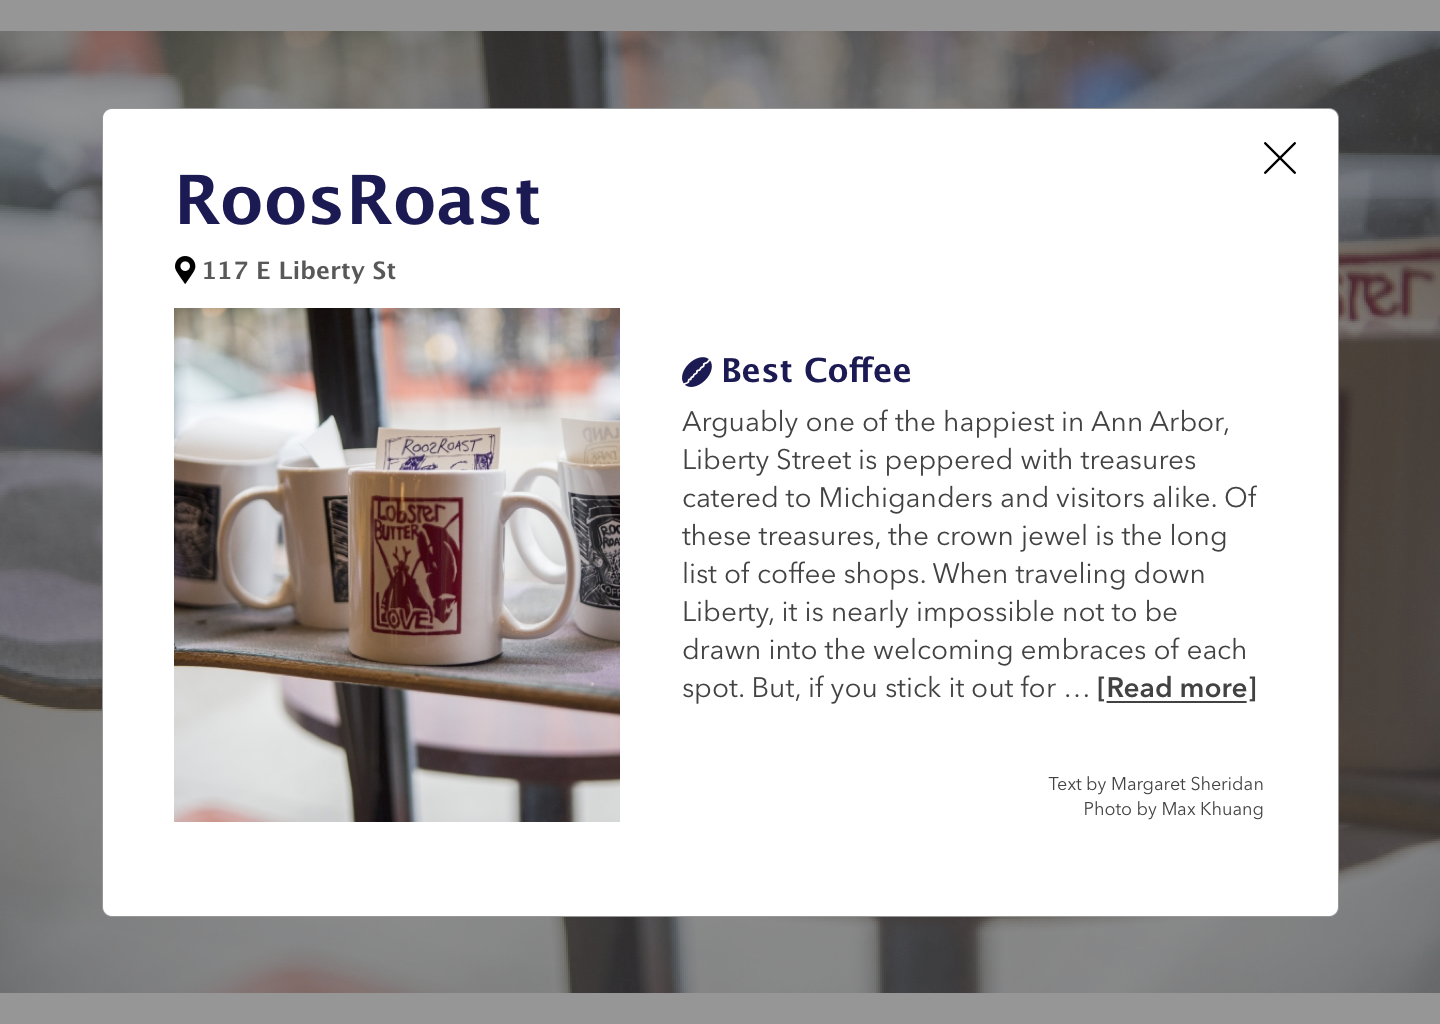 RoosRoast
117 E Liberty St
ROOSROAST
Lobster
BUTTER
LOVE!
Best Coffee
Arguably one of the happiest in Ann Arbor,
Liberty Street is peppered with treasures
catered to Michiganders and visitors alike. Of
these treasures, the crown jewel is the long
list of coffee shops. When traveling down
Liberty, it is nearly impossible not to be
drawn into the welcoming embraces of each
spot. But, if you stick it out for … [Read more]
Text by Margaret Sheridan
Photo by Max Khuang